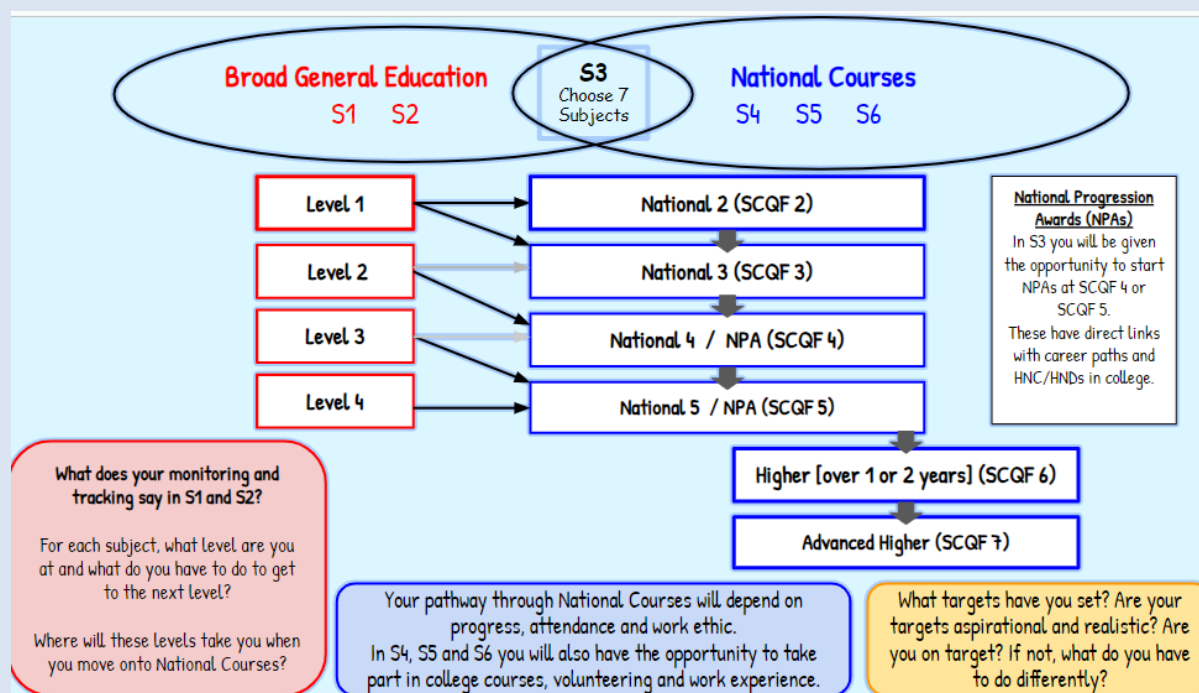 Broad General Education
S1 S2
S3
Choose 7
Subjects
National Courses
S4 S5 S6
Level 1
Level 2
Level 3
Level 4
National 2 (SCQF 2)
National 3 (SCQF 3)
National 4 / NPA (SCQF 4)
National 5 / NPA (SCQF 5)
Higher [over 1 or 2 years] (SCQF 6)
Advanced Higher (SCQF 7)
National Progression
Awards (NPAs)
In S3 you will be given
the opportunity to start
NPAs at SCQF 4 or
SCQF 5.
These have direct links
with career paths and
HNC/HNDs in college.
What does your monitoring and
tracking say in S1 and S2?
For each subject, what level are you
at and what do you have to do to get
to the next level?
Where will these levels take you when
you move onto National Courses?
Your pathway through National Courses will depend on
progress, attendance and work ethic.
In S4, S5 and S6 you will also have the opportunity to take
part in college courses, volunteering and work experience.
What targets have you set? Are your
targets aspirational and realistic? Are
you on target? If not, what do you have
to do differently?